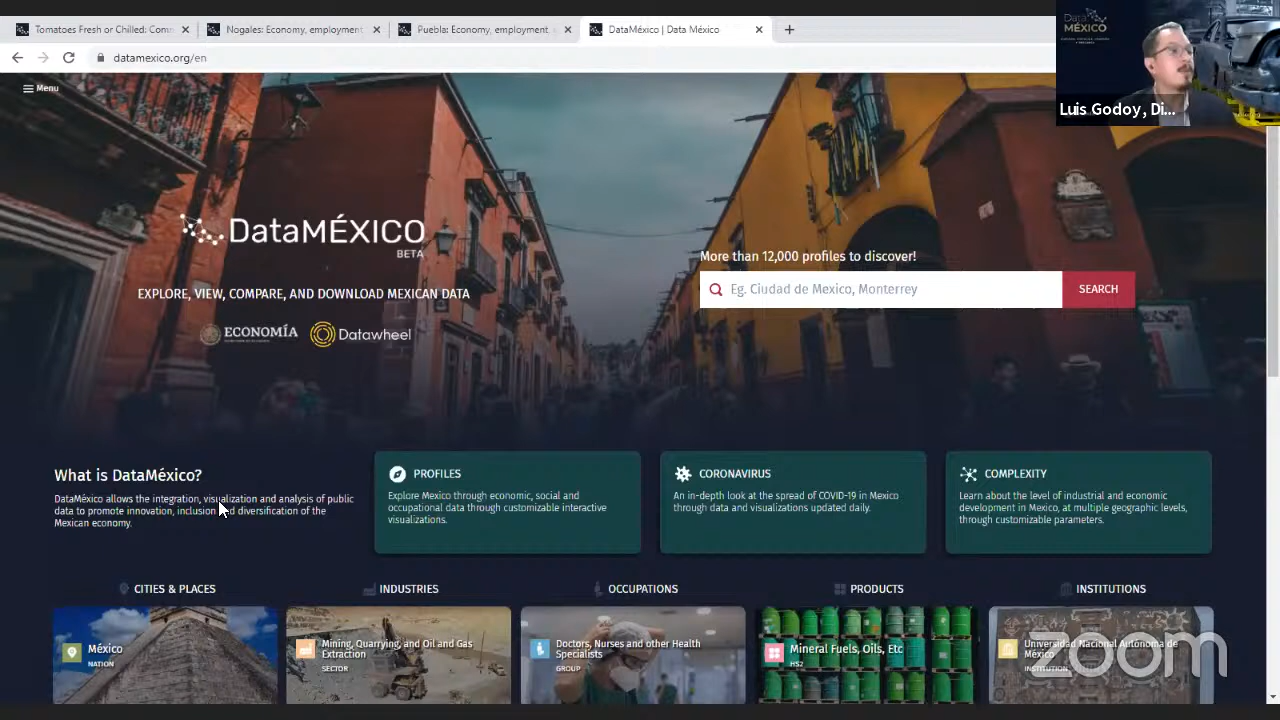 Tomatoes Fresh or Chilled: Com
Nogales: Economy, employment
Puebla: Economy, employment,
DataMéxico | Data México
datamexico.org/en
Menu
Data
MÉXICO
Luis Godoy, Di...
DataMÉXICO
BETA
EXPLORE, VIEW, COMPARE, AND DOWNLOAD MEXICAN DATA
ECONOMÍA
Datawheel
More than 12,000 profiles to discover!
Eg. Ciudad de Mexico, Monterrey
SEARCH
What is DataMéxico?
DataMéxico allows the integration, visualization and analysis of public
data to promote innovation, inclusion and diversification of the
Mexican economy.
PROFILES
Explore Mexico through economic, social and
occupational data through customizable interactive
visualizations.
CORONAVIRUS
An in-depth look at the spread of COVID-19 in Mexico
through data and visualizations updated daily.
COMPLEXITY
Learn about the level of industrial and economic
development in Mexico, at multiple geographic levels,
through customizable parameters.
CITIES & PLACES
INDUSTRIES
OCCUPATIONS
PRODUCTS
INSTITUTIONS
México
NATION
Mining, Quarrying, and Oil and Gas
Extraction
SECTOR
Doctors, Nurses and other Health
Specialists
GROUP
Mineral Fuels, Oils, Etc
HS2
Universidad Nacional Autónoma de
México
INSTITUTION
zoom